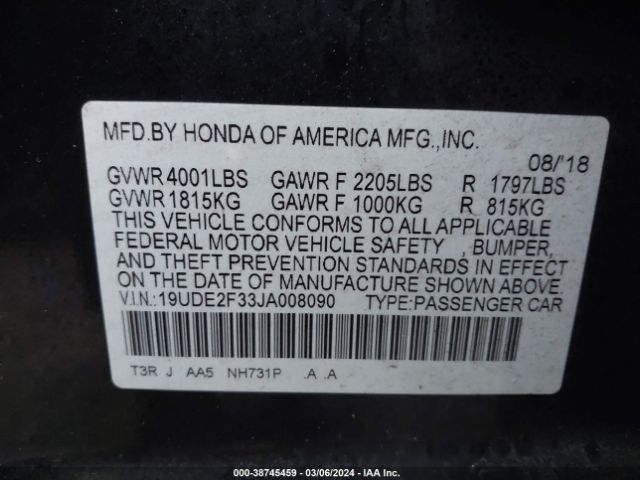 MFD.BY HONDA OF AMERICA MFG.,INC.
08/'18
GVWR 4001LBS GAWR F 2205LBS R 1797LBS
GVWR 1815KG GAWR F 1000KG R 815KG
THIS VEHICLE CONFORMS TO ALL APPLICABLE
FEDERAL MOTOR VEHICLE SAFETY , BUMPER,
AND THEFT PREVENTION STANDARDS IN EFFECT
ON THE DATE OF MANUFACTURE SHOWN ABOVE.
V.I.N.:19UDE2F33JA008090 TYPE:PASSENGER CAR
T3R J AA5 NH731P .A .A
000-38745459 - 03/06/2024 - IAA Inc.